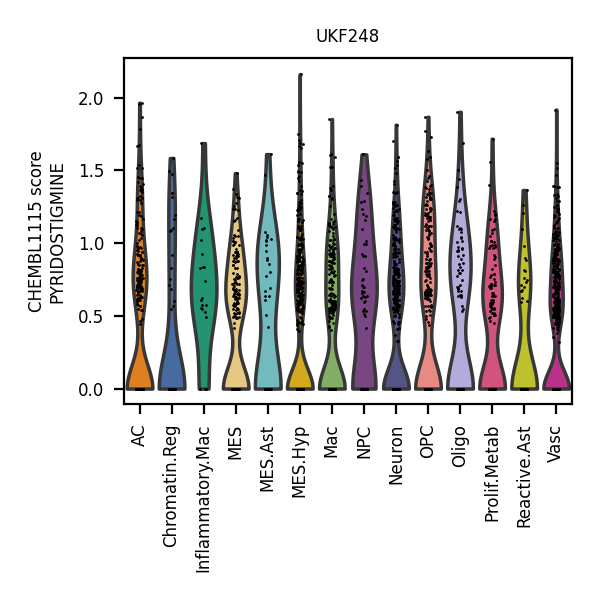 UKF248
CHEMBL1115 score
PYRIDOSTIGMINE
2.0
1.5
1.0
0.5
0.0
AC
Chromatin.Reg
Inflammatory.Mac
MES
MES.Ast
MES.Hyp
Mac
NPC
Neuron
OPC
Oligo
Prolif.Metab
Reactive.Ast
Vasc